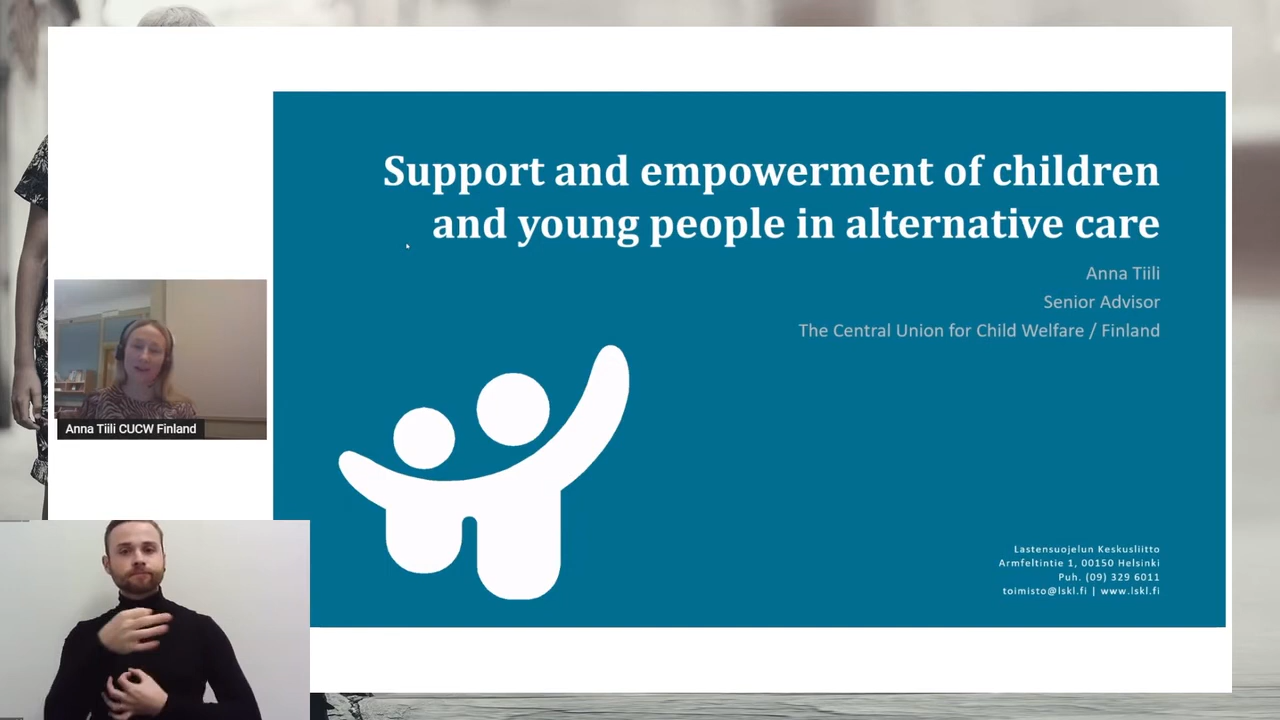 Support and empowerment of children
and young people in alternative care
Anna Tiili
Senior Advisor
The Central Union for Child Welfare / Finland
Anna Tiili CUCW Finland
Lastensuojelun Keskusliitto
Armfeltintie 1, 00150 Helsinki
Puh. (09) 329 6011
toimisto@lskl.fi | www.lskl.fi